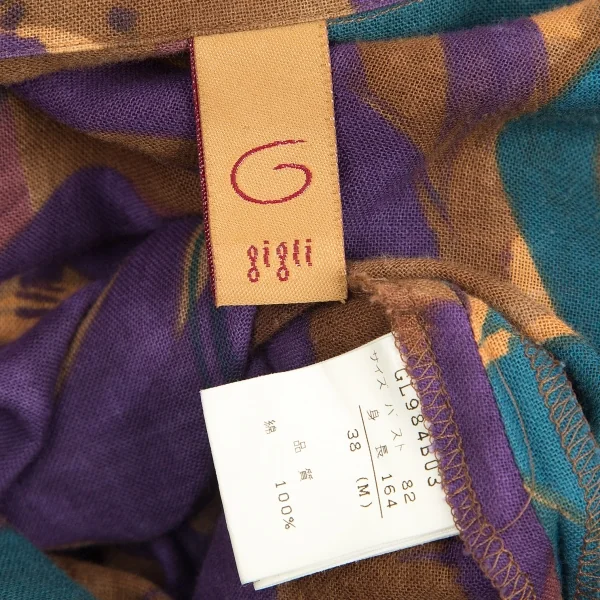 G
gigli
GL984B03
サイズ バスト 82
身長 164
38 (M)
品質
綿 100%